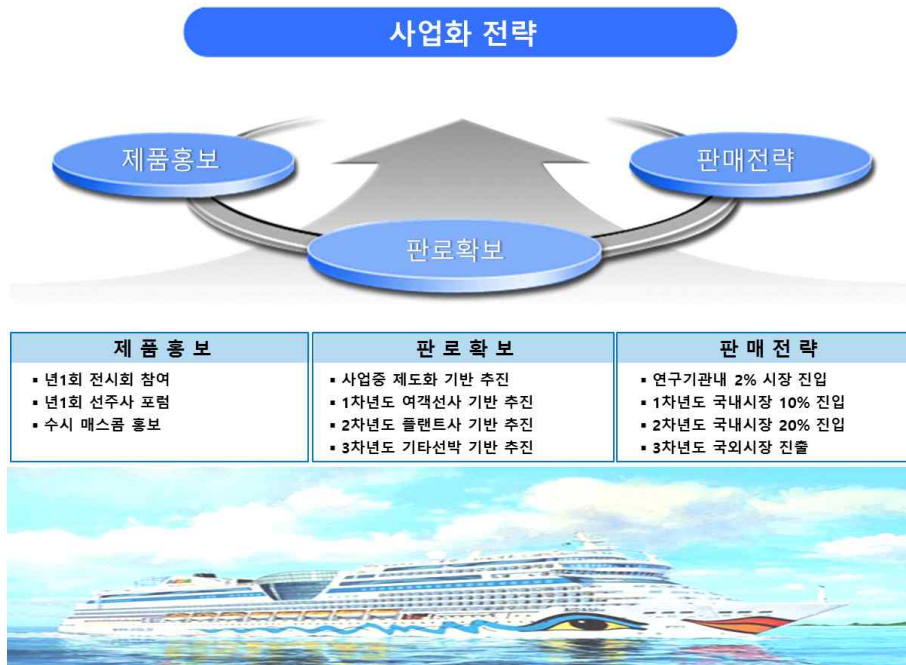 사업화 전략
제품홍보
판매전략
판로확보
제 품 홍 보
▪ 년1회 전시회 참여
▪ 년1회 선주사 포럼
▪ 수시 매스콤 홍보
판 로 확 보
▪ 사업중 제도화 기반 추진
▪ 1차년도 여객선사 기반 추진
▪ 2차년도 플랜트사 기반 추진
▪ 3차년도 기타선박 기반 추진
판 매 전 략
▪ 연구기관내 2% 시장 진입
▪ 1차년도 국내시장 10% 진입
▪ 2차년도 국내시장 20% 진입
▪ 3차년도 국외시장 진출